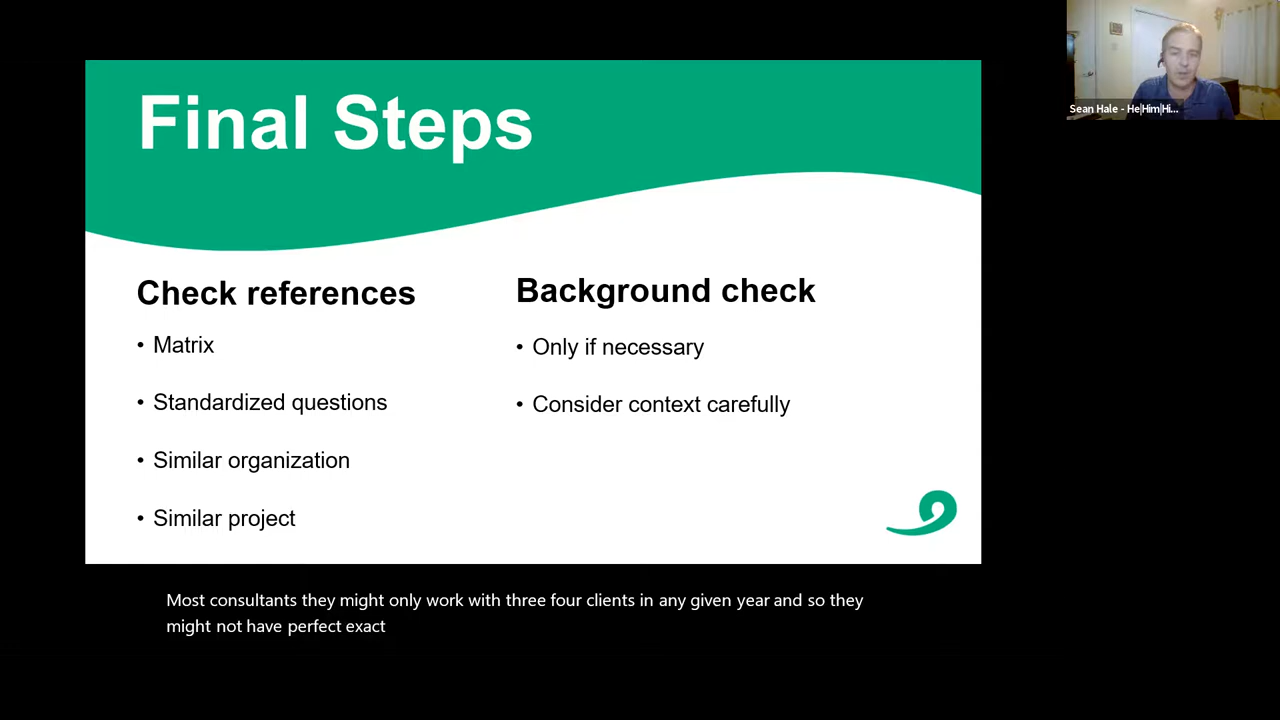 Final Steps
Sean Hale - He|Him|Hi...
Check references
• Matrix
• Standardized questions
• Similar organization
• Similar project
Background check
• Only if necessary
• Consider context carefully
Most consultants they might only work with three four clients in any given year and so they
might not have perfect exact